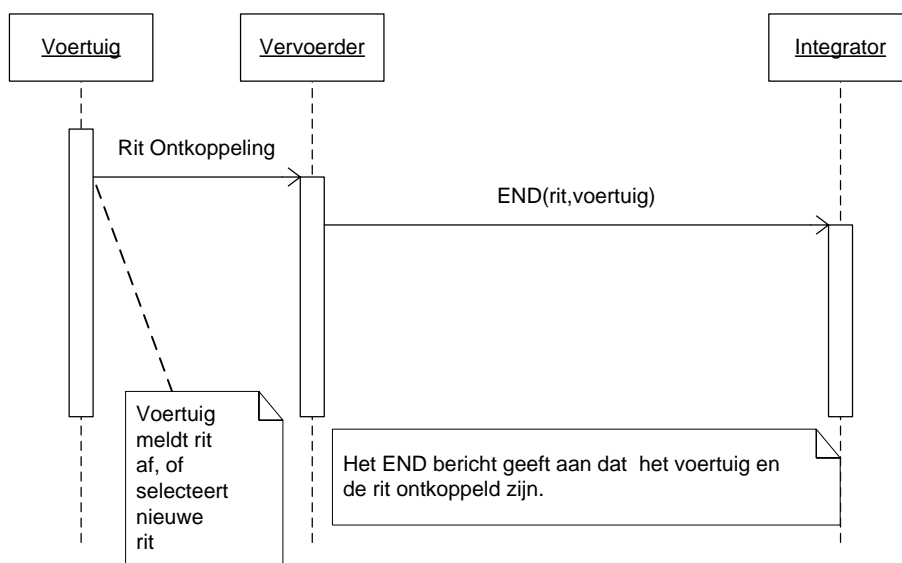 Voertuig
Vervoerder
Integrator
Rit Ontkoppeling
END(rit,voertuig)
Voertuig
meldt rit
af, of
selecteert
nieuwe
rit
Het END bericht geeft aan dat  het voertuig en
de rit ontkoppeld zijn.